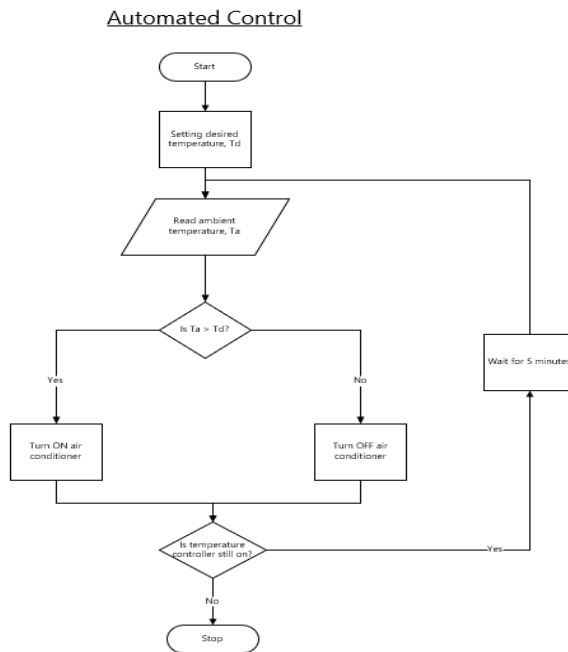 Automated Control
Start
Setting desired
temperature, Td
Read ambient
temperature, Ta
Is Ta > Td?
Wait for 5 minutes
Yes
No
Turn ON air
conditioner
Turn OFF air
conditioner
Is temperature
controller still on?
Yes
No
Stop